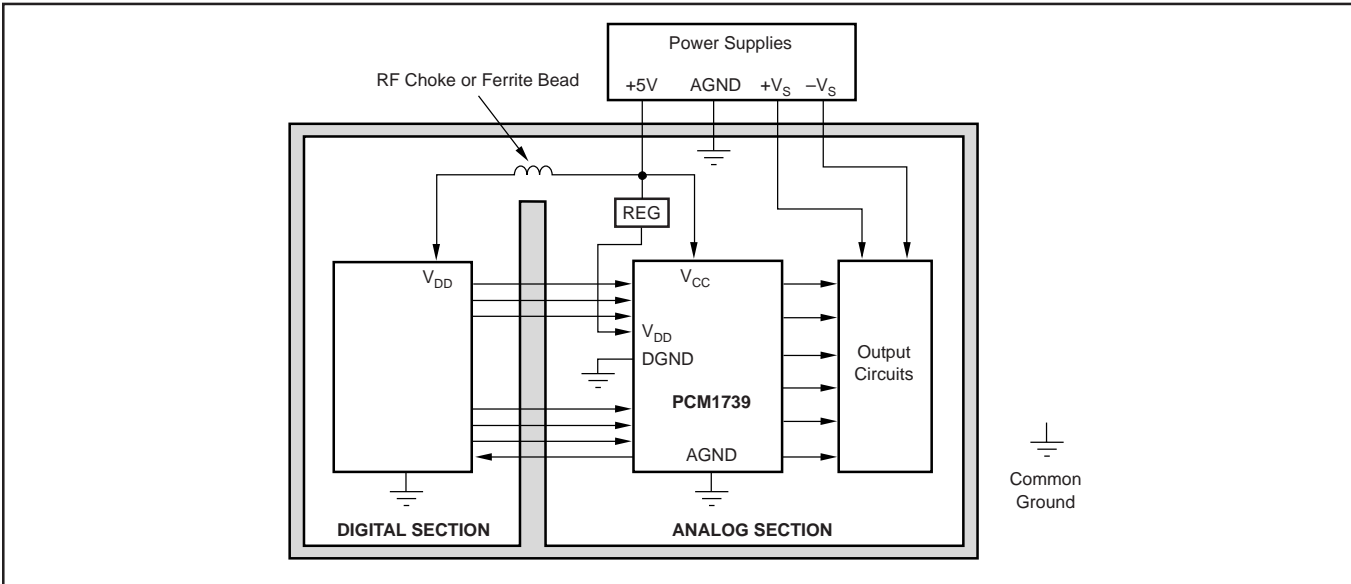 Power Supplies
RF Choke or Ferrite Bead
+5V AGND +VS –VS
REG
VDD
VCC
VDD
DGND
Output
Circuits
PCM1739
AGND
Common
Ground
DIGITAL SECTION
ANALOG SECTION